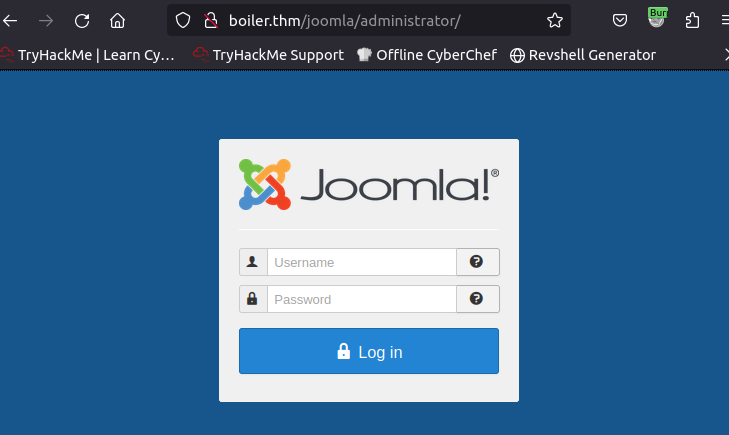 boiler.thm/joomla/administrator/
Burp
TryHackMe | Learn Cy… TryHackMe Support Offline CyberChef Revshell Generator
Joomla!®
Username
Password
Log in